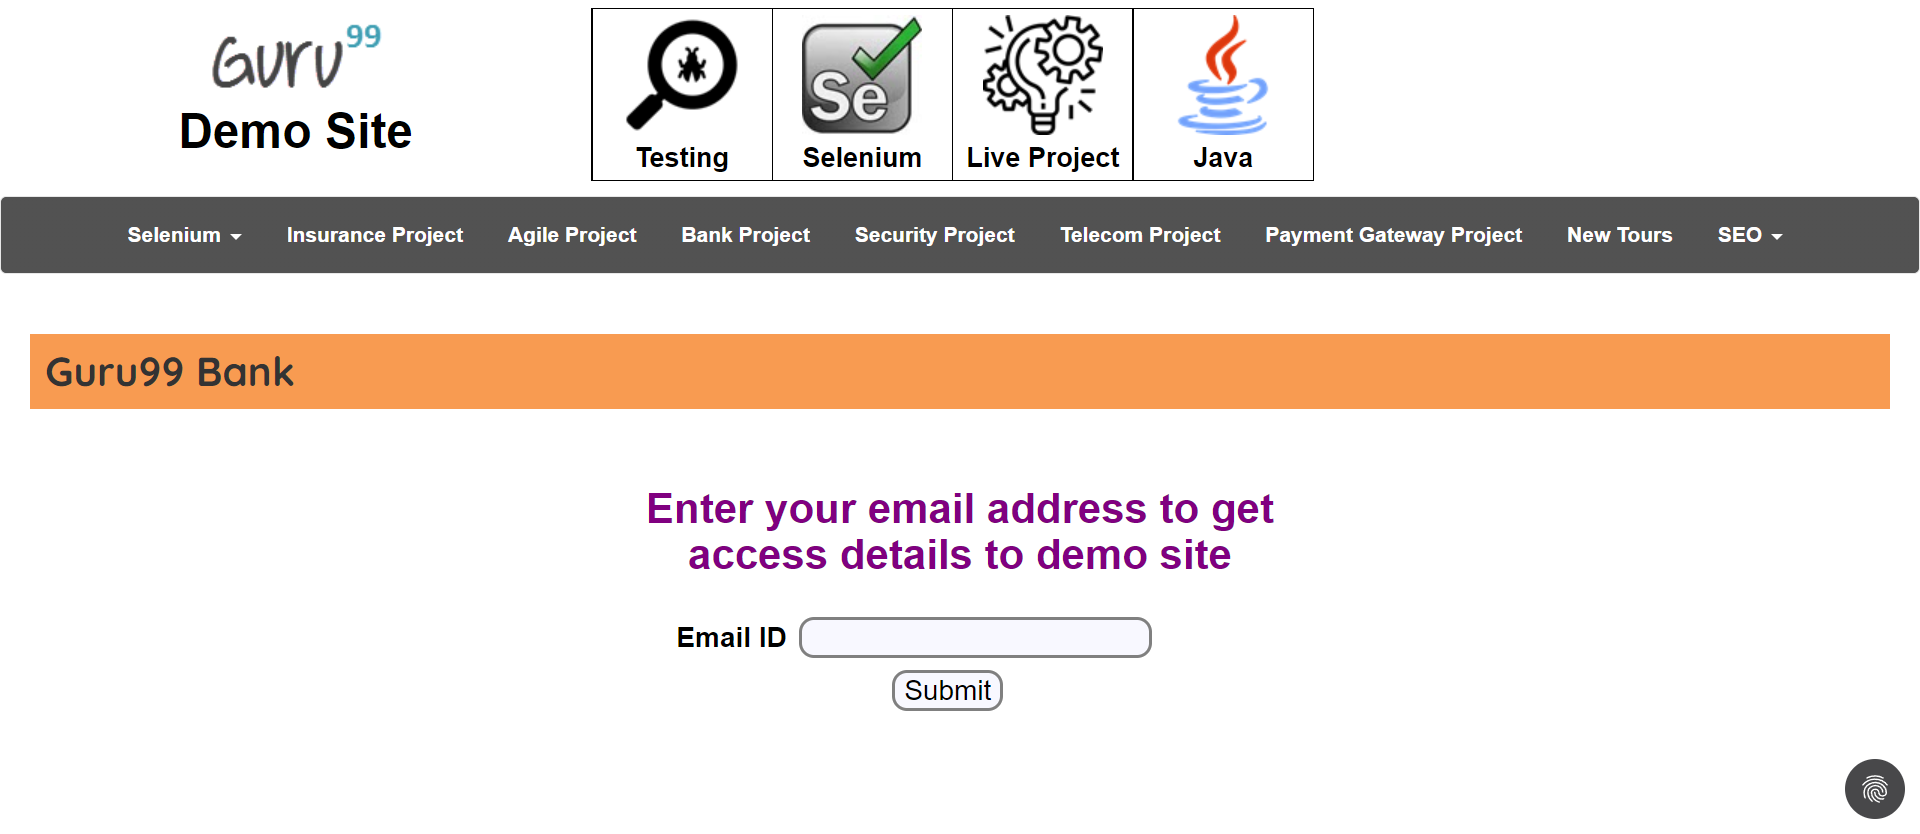 Guru99
Demo Site
Se
Testing
Selenium
Live Project
Java
Selenium
Insurance Project
Agile Project
Bank Project
Security Project
Telecom Project
Payment Gateway Project
New Tours
SEO
Guru99 Bank
Enter your email address to get
access details to demo site
Email ID
Submit